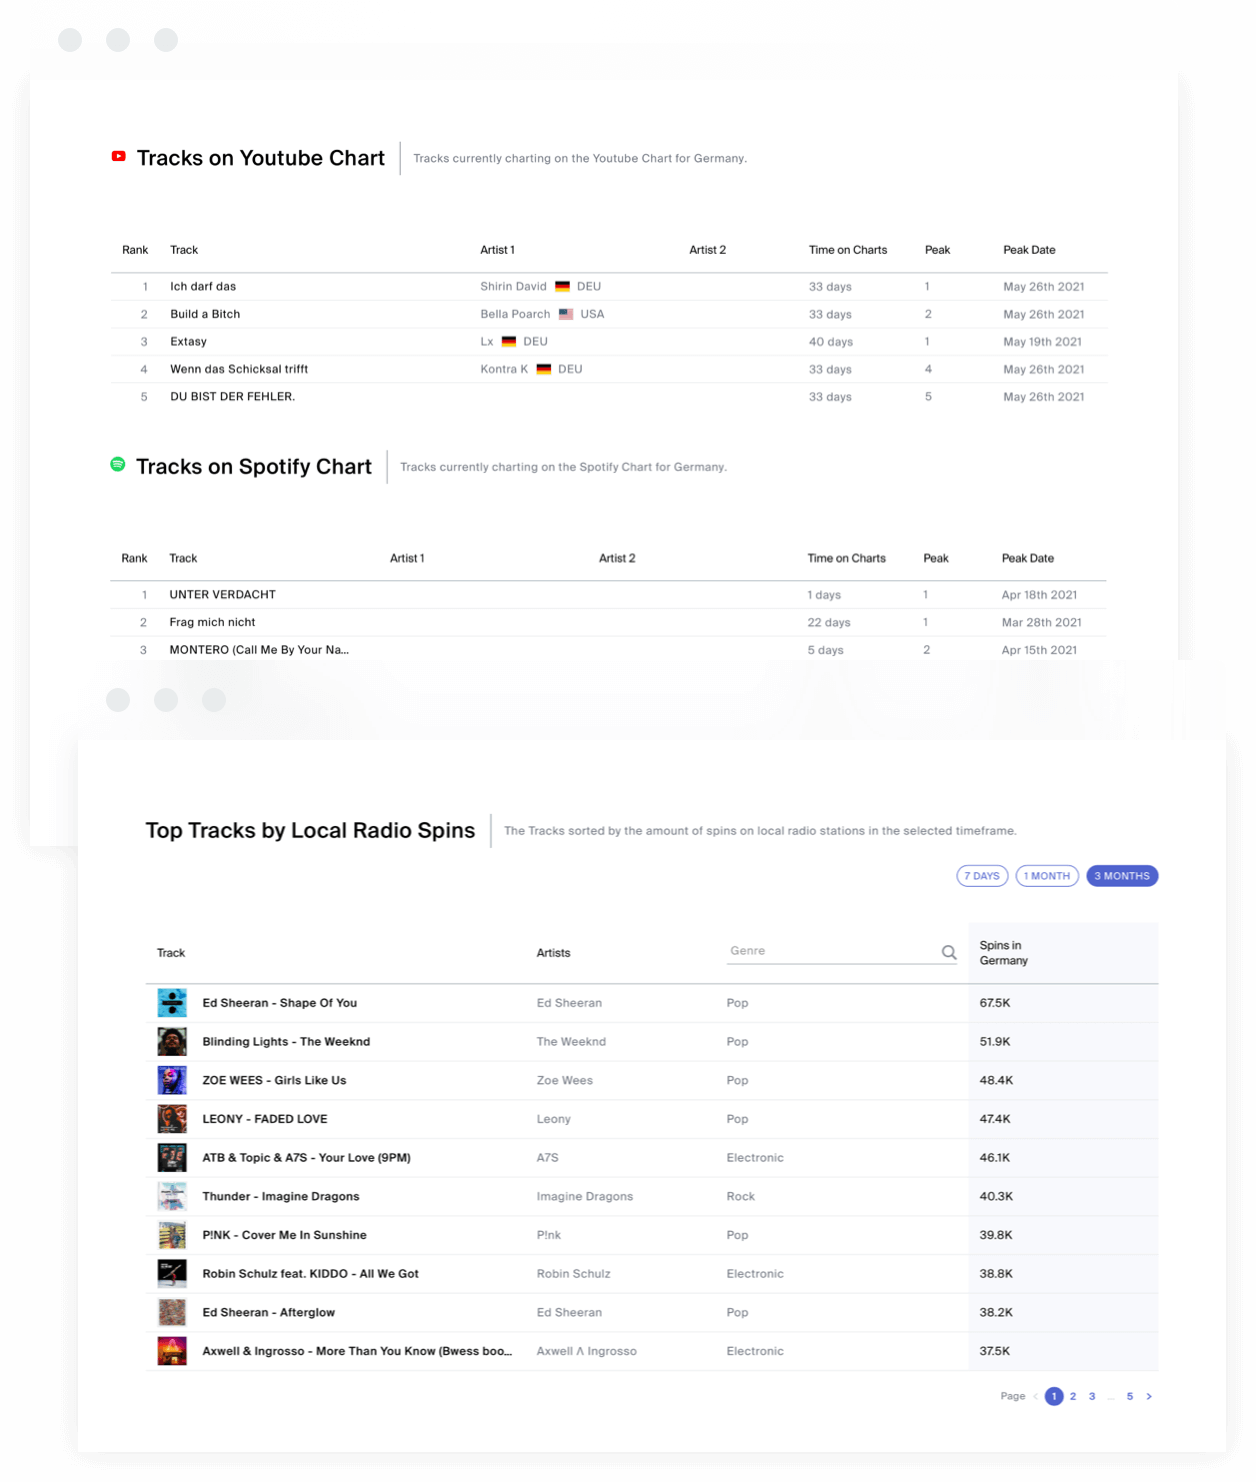 Tracks on Youtube Chart Tracks currently charting on the Youtube Chart for Germany.
Rank Track Artist 1 Artist 2 Time on Charts Peak Peak Date
1 Ich darf das Shirin David DEU 33 days 1 May 26th 2021
2 Build a Bitch Bella Poarch USA 33 days 2 May 26th 2021
3 Extasy Lx DEU 40 days 1 May 19th 2021
4 Wenn das Schicksal trifft Kontra K DEU 33 days 4 May 26th 2021
5 DU BIST DER FEHLER. 33 days 5 May 26th 2021
Tracks on Spotify Chart Tracks currently charting on the Spotify Chart for Germany.
Rank Track Artist 1 Artist 2 Time on Charts Peak Peak Date
1 UNTER VERDACHT 1 days 1 Apr 18th 2021
2 Frag mich nicht 22 days 1 Mar 28th 2021
3 MONTERO (Call Me By Your Na... 5 days 2 Apr 15th 2021
Top Tracks by Local Radio Spins The Tracks sorted by the amount of spins on local radio stations in the selected timeframe.
7 DAYS 1 MONTH 3 MONTHS
Track Artists Genre Spins in
Germany
Ed Sheeran - Shape Of You Ed Sheeran Pop 67.5K
Blinding Lights - The Weeknd The Weeknd Pop 51.9K
ZOE WEES - Girls Like Us Zoe Wees Pop 48.4K
LEONY - FADED LOVE Leony Pop 47.4K
ATB & Topic & A7S - Your Love (9PM) A7S Electronic 46.1K
Thunder - Imagine Dragons Imagine Dragons Rock 40.3K
P!NK - Cover Me In Sunshine P!nk Pop 39.8K
Robin Schulz feat. KIDDO - All We Got Robin Schulz Electronic 38.8K
Ed Sheeran - Afterglow Ed Sheeran Pop 38.2K
Axwell & Ingrosso - More Than You Know (Bwess boo... Axwell Λ Ingrosso Electronic 37.5K
Page < 1 2 3 ... 5 >